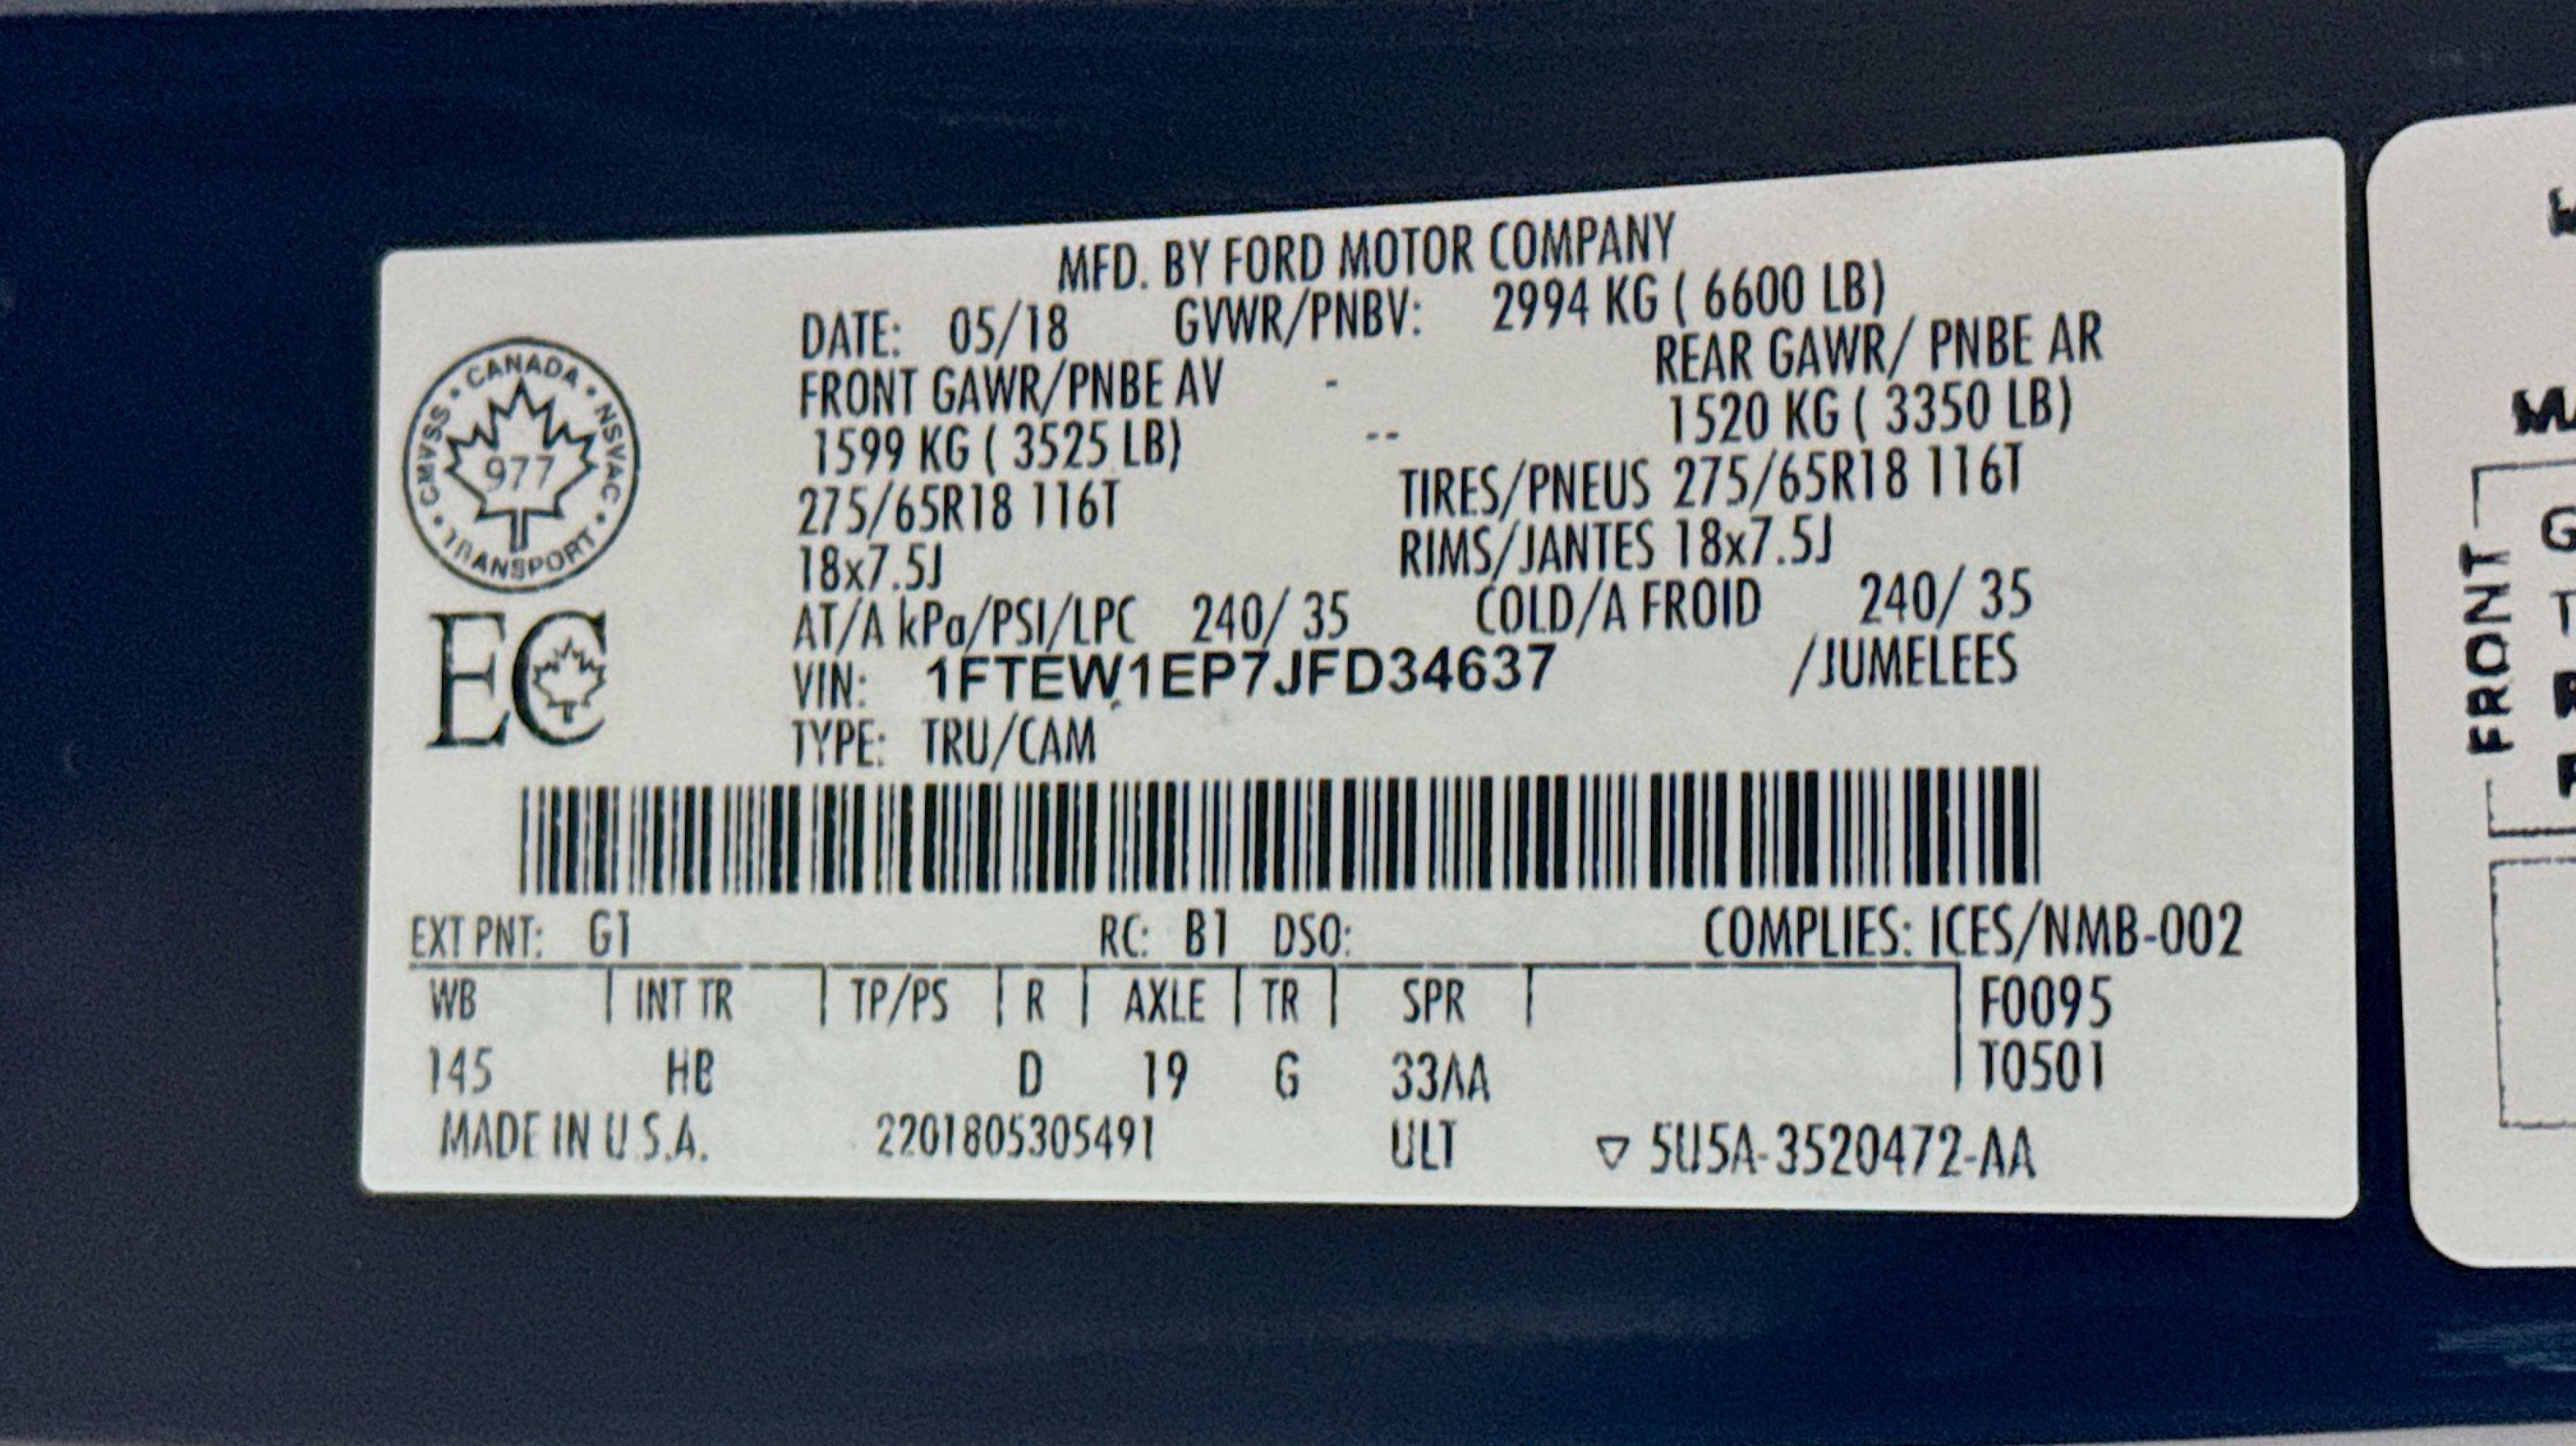 MFD. BY FORD MOTOR COMPANY
DATE: 05/18 GVWR/PNBV: 2994 KG ( 6600 LB)
FRONT GAWR/PNBE AV - REAR GAWR/ PNBE AR
1599 KG ( 3525 LB) -- 1520 KG ( 3350 LB)
275/65R18 116T TIRES/PNEUS 275/65R18 116T
18x7.5J RIMS/JANTES 18x7.5J
AT/A kPa/PSI/LPC 240/ 35 COLD/A FROID 240/ 35
VIN: 1FTEW1EP7JFD34637 /JUMELEES
TYPE: TRU/CAM
CANADA • NSVAC • TRANSPORT • CMVSS •
977
EC
EXT PNT: G1 RC: B1 DSO: COMPLIES: ICES/NMB-002
WB INT TR TP/PS R AXLE TR SPR F0095
145 HB D 19 G 33AA T0501
MADE IN U.S.A. 2201805305491 ULT ▽ 5U5A-3520472-AA
FRONT